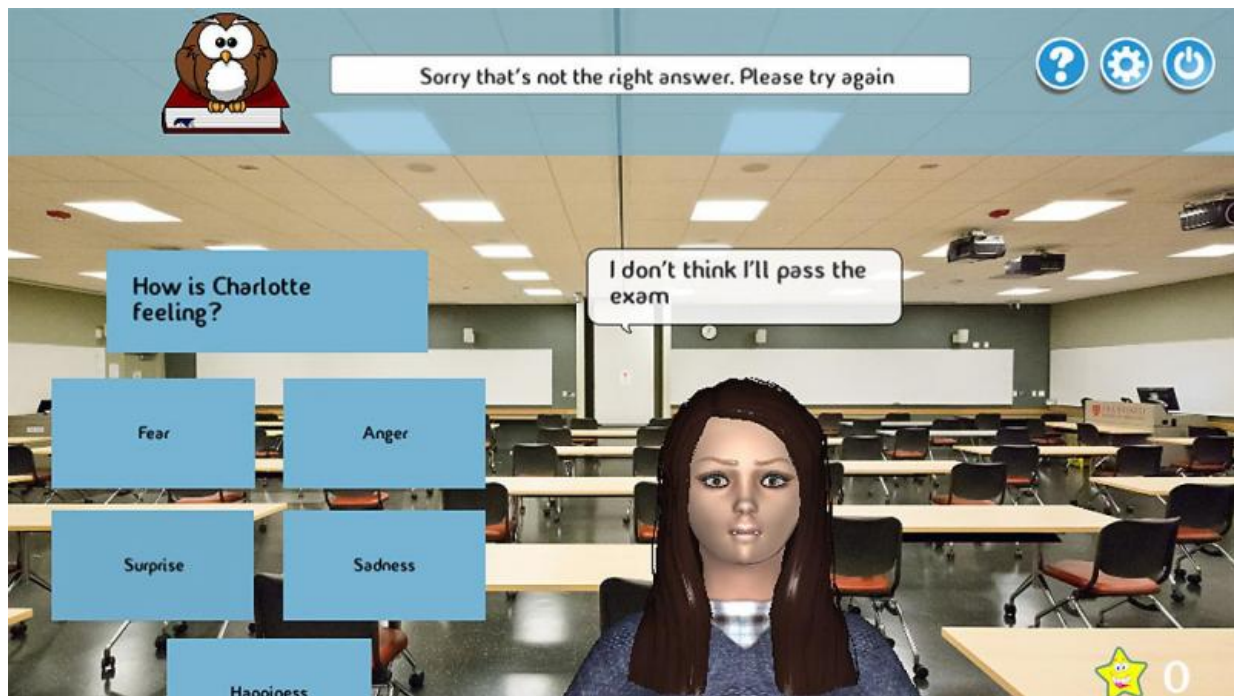 Sorry that's not the right answer. Please try again
How is Charlotte
feeling?
I don't think I'll pass the
exam
Fear
Anger
Surprise
Sadness
Happiness
0